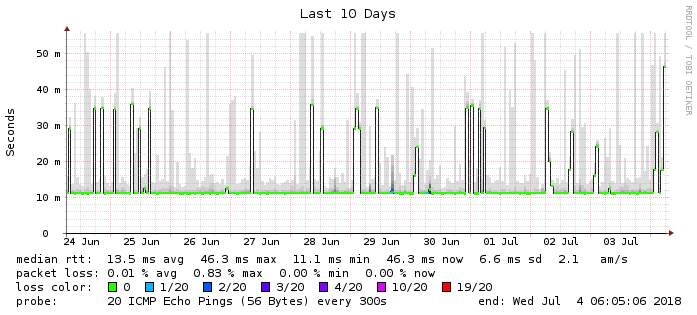 Last 10 Days
RRDTOOL / TOBI OETIKER
Seconds
50 m
40 m
30 m
20 m
10 m
0
24 Jun 25 Jun 26 Jun 27 Jun 28 Jun 29 Jun 30 Jun 01 Jul 02 Jul 03 Jul
median rtt: 13.5 ms avg 46.3 ms max 11.1 ms min 46.3 ms now 6.6 ms sd 2.1 am/s
packet loss: 0.01 % avg 0.83 % max 0.00 % min 0.00 % now
loss color: 0 1/20 2/20 3/20 4/20 10/20 19/20
probe: 20 ICMP Echo Pings (56 Bytes) every 300s end: Wed Jul 4 06:05:06 2018